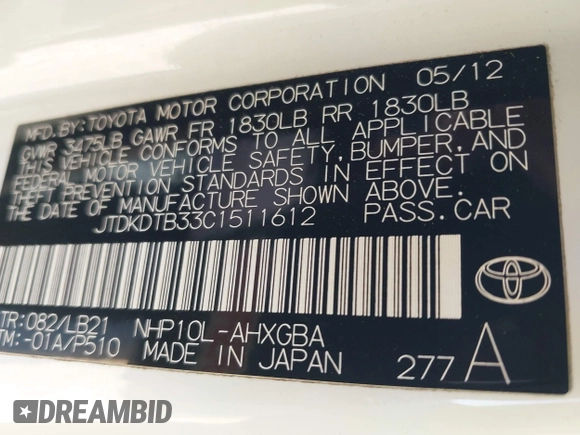 MFD.BY:TOYOTA MOTOR CORPORATION 05/12
GVWR 3475LB GAWR FR 1830LB RR 1830LB
THIS VEHICLE CONFORMS TO ALL APPLICABLE
FEDERAL MOTOR VEHICLE SAFETY,BUMPER,AND
THEFT PREVENTION STANDARDS IN EFFECT ON
THE DATE OF MANUFACTURE SHOWN ABOVE.
JTDKDTB33C1511612 PASS.CAR
TR:082/LB21 NHP10L-AHXGBA
TM:-01A/P510 MADE IN JAPAN 277 A
DREAMBID